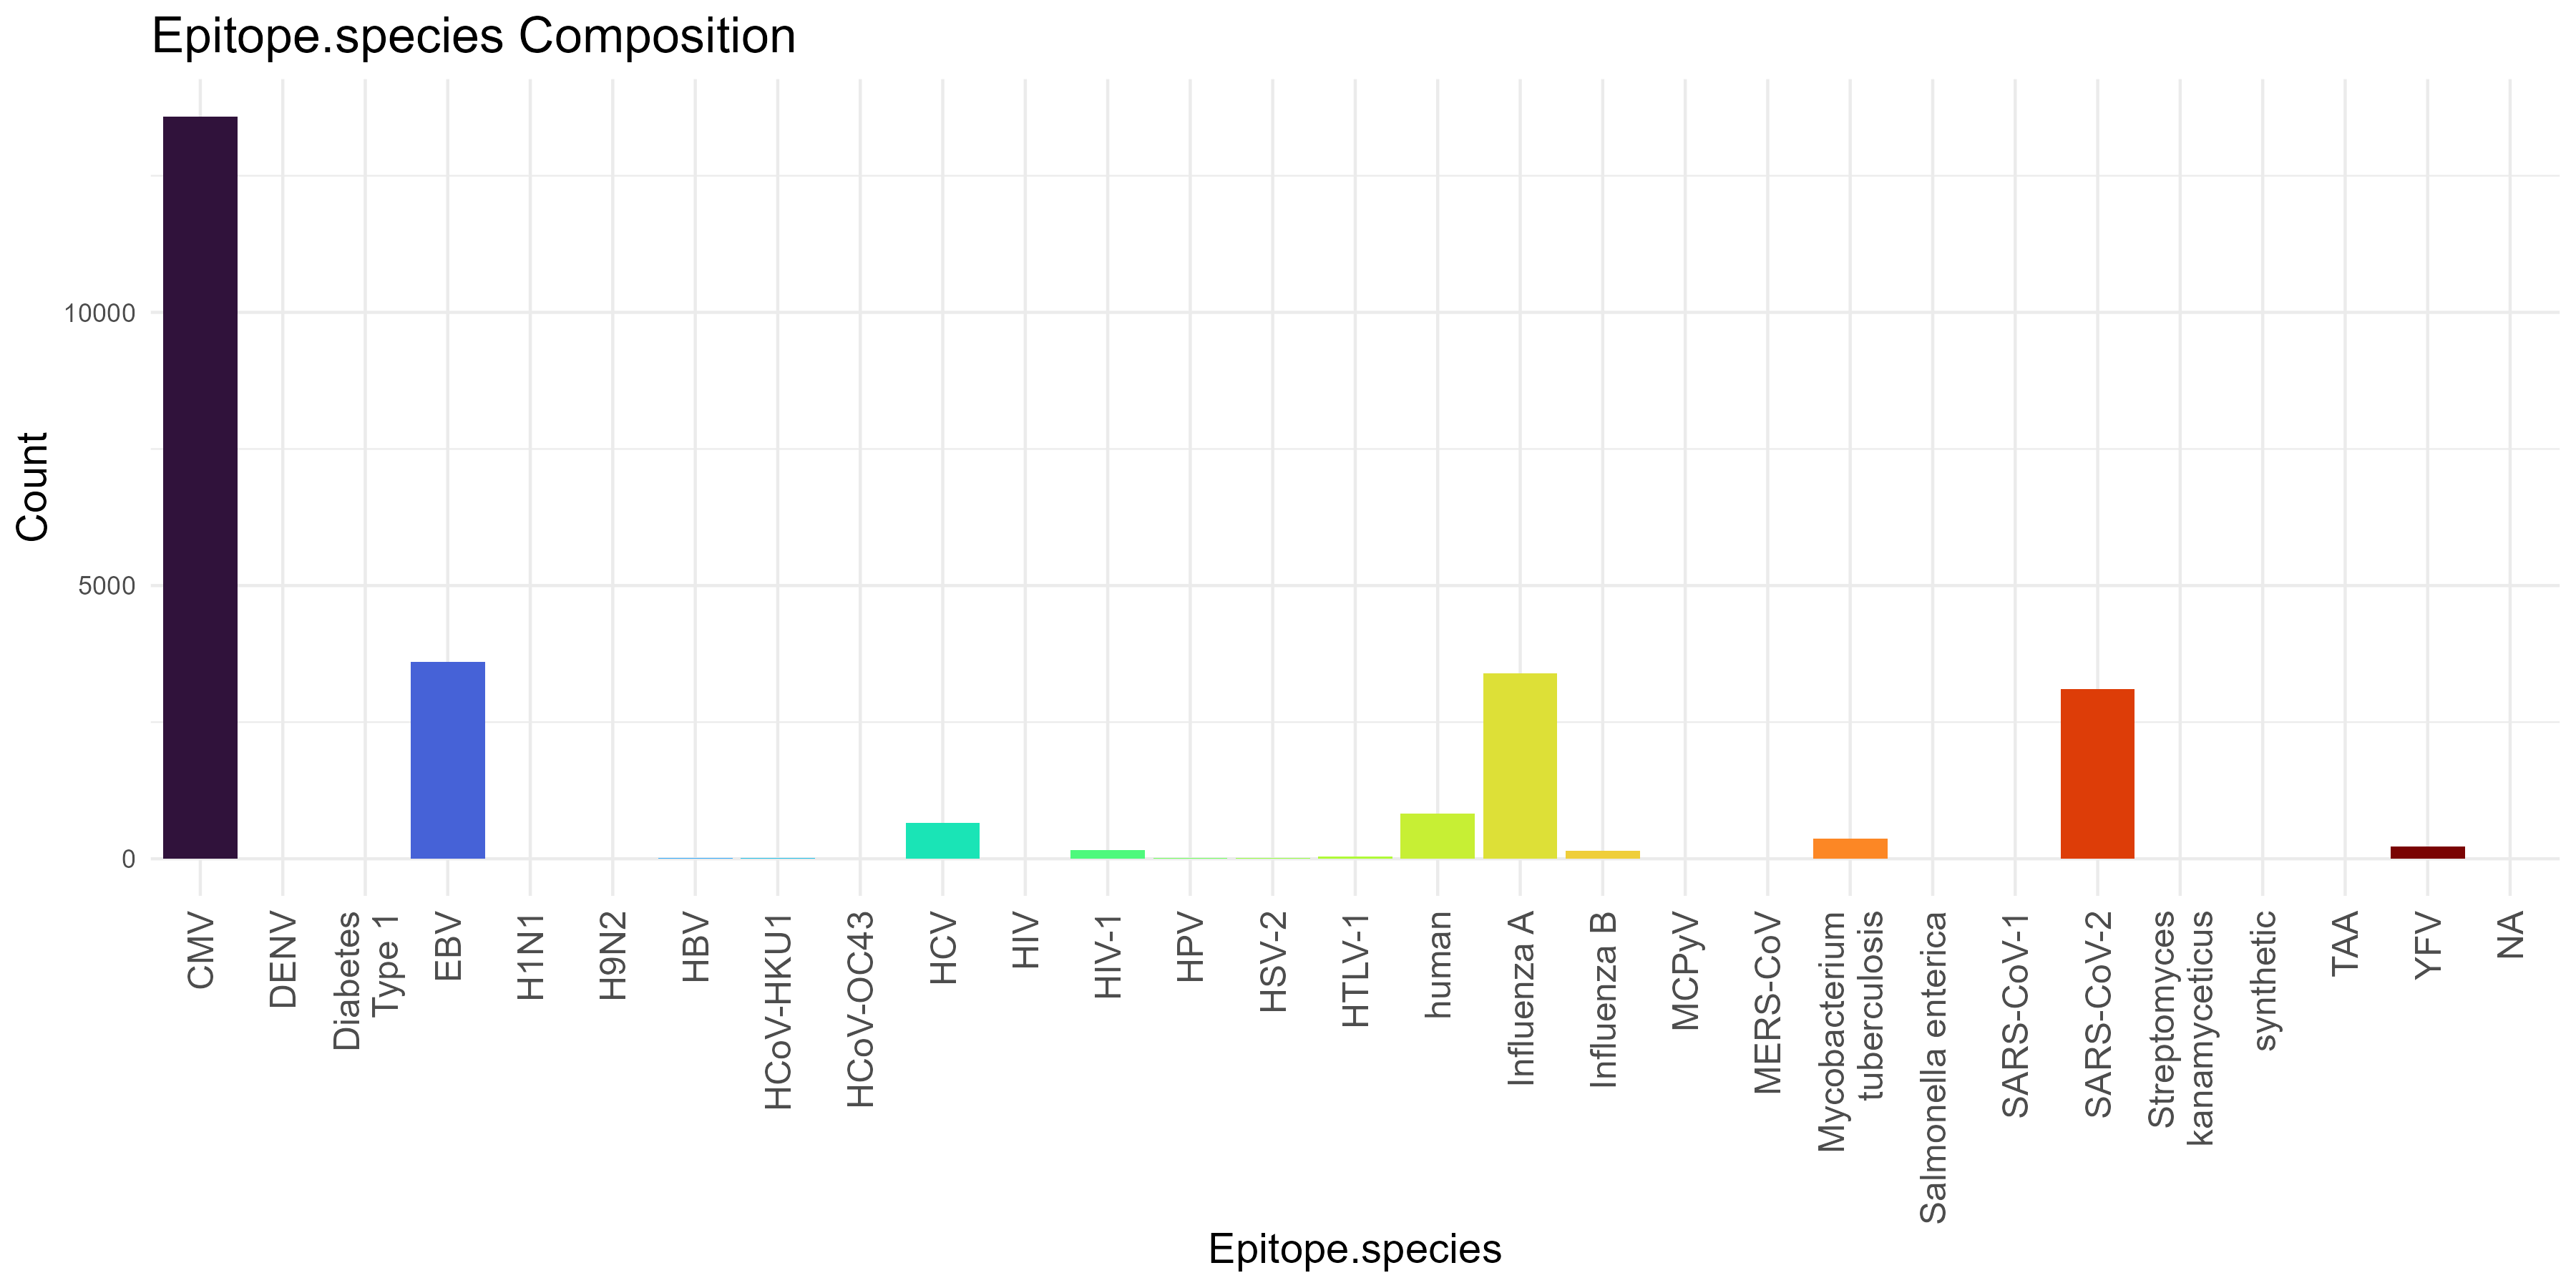 Epitope.species Composition
Count
10000
5000
0
CMV
DENV
Diabetes
Type 1
EBV
H1N1
H9N2
HBV
HCoV-HKU1
HCoV-OC43
HCV
HIV
HIV-1
HPV
HSV-2
HTLV-1
human
Influenza A
Influenza B
MCPyV
MERS-CoV
Mycobacterium
tuberculosis
Salmonella enterica
SARS-CoV-1
SARS-CoV-2
Streptomyces
kanamyceticus
synthetic
TAA
YFV
NA
Epitope.species